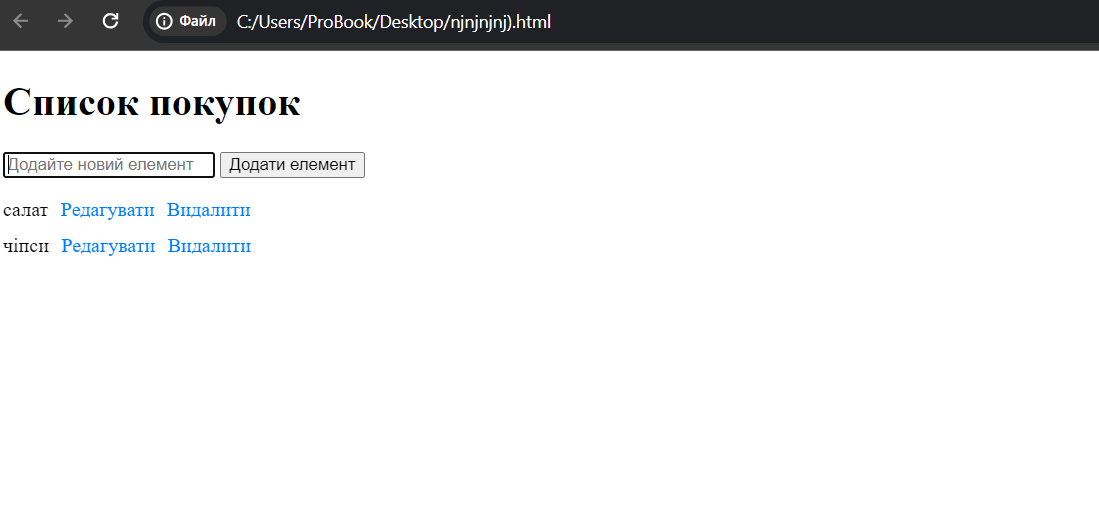 Файл C:/Users/ProBook/Desktop/njnjnjnj).html
Список покупок
Додайте новий елемент Додати елемент
салат Редагувати Видалити
чіпси Редагувати Видалити